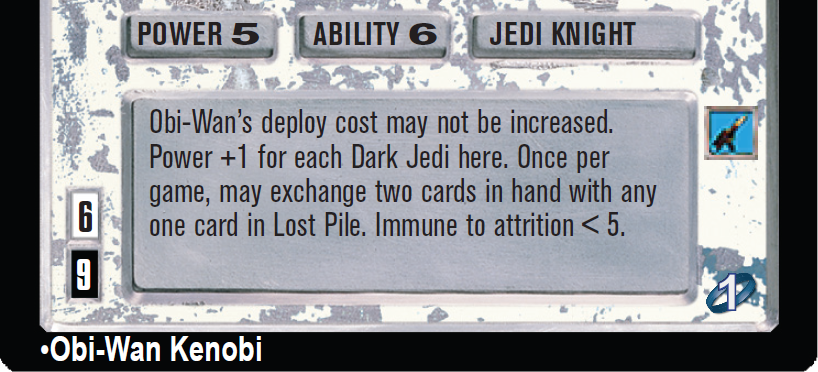 POWER 5 ABILITY 6 JEDI KNIGHT
Obi-Wan's deploy cost may not be increased.
Power +1 for each Dark Jedi here. Once per
game, may exchange two cards in hand with any
one card in Lost Pile. Immune to attrition < 5.
6
9
1
•Obi-Wan Kenobi